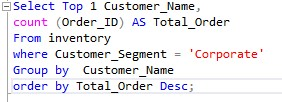 Select Top 1 Customer_Name,
count (Order_ID) AS Total_Order
From inventory
where Customer_Segment = 'Corporate'
Group by  Customer_Name
order by Total_Order Desc;